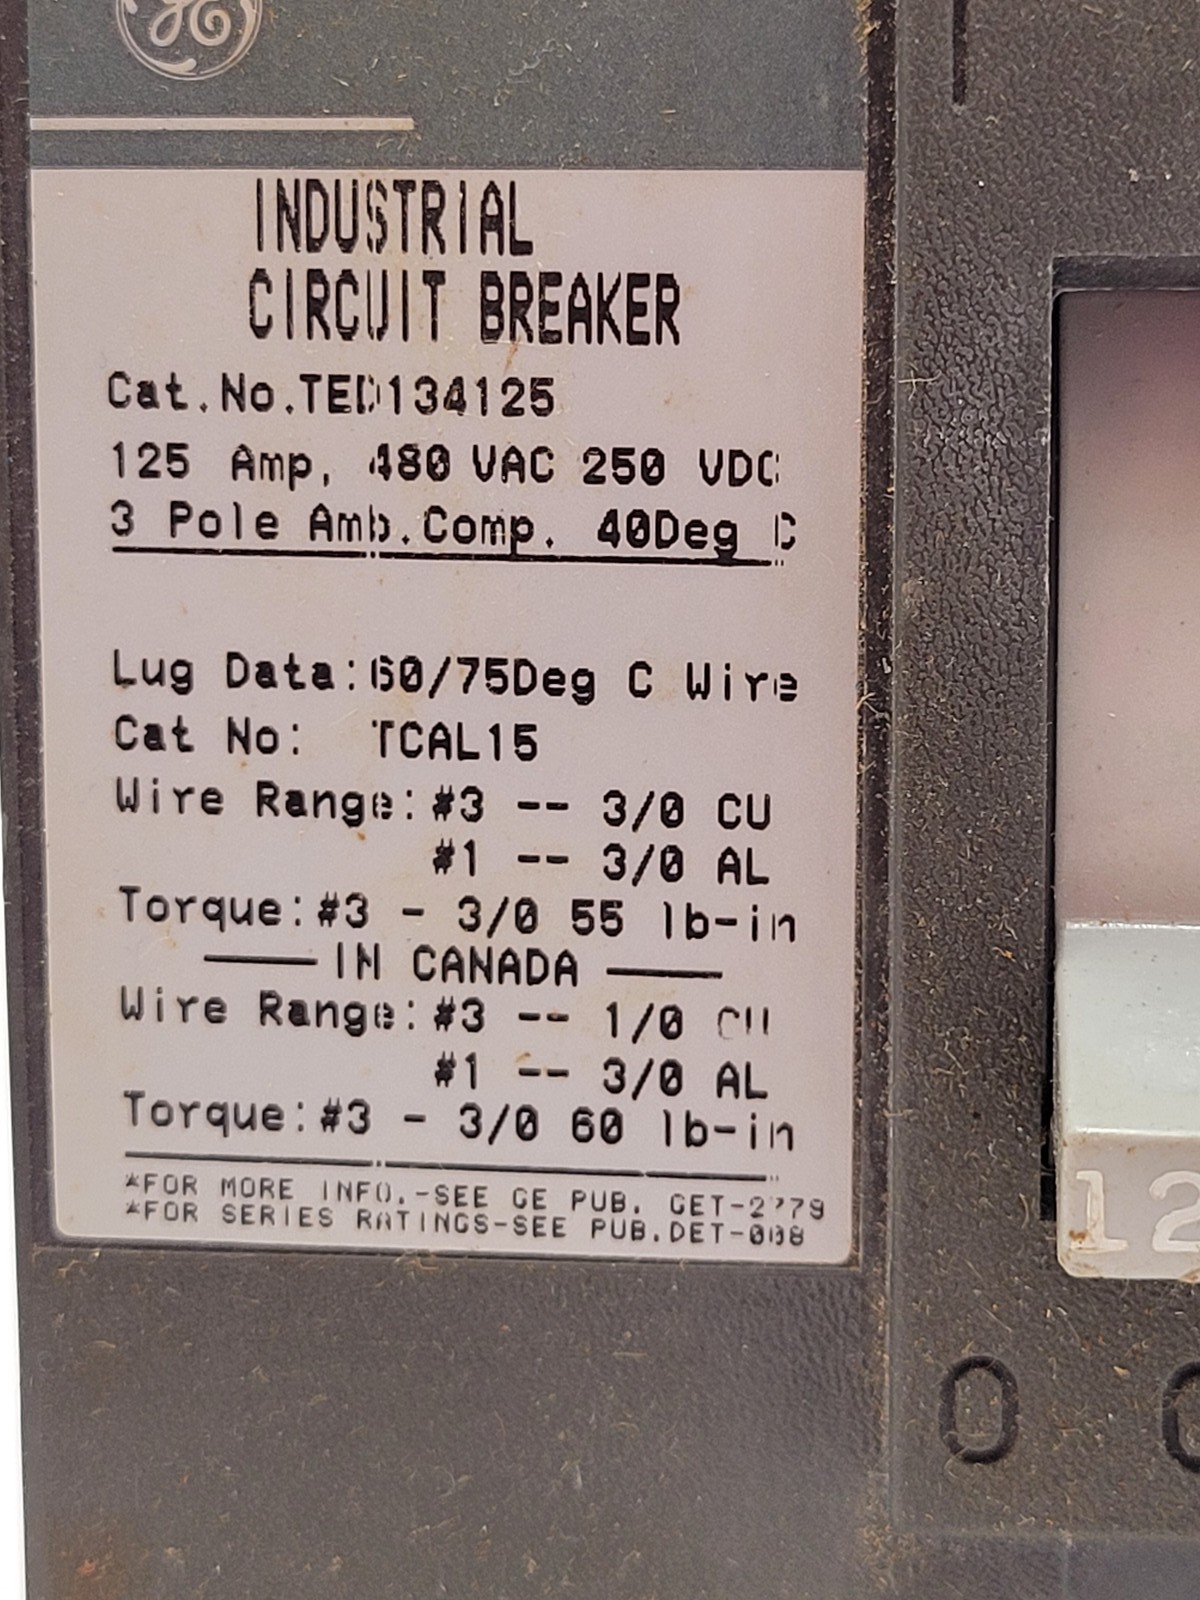 GE
INDUSTRIAL
CIRCUIT BREAKER
Cat.No.TED134125
125 Amp, 480 VAC 250 VDC
3 Pole Amb.Comp. 40Deg C
Lug Data:60/75Deg C Wire
Cat No: TCAL15
Wire Range:#3 -- 3/0 CU
#1 -- 3/0 AL
Torque:#3 - 3/0 55 lb-in
IN CANADA
Wire Range:#3 -- 1/0 CU
#1 -- 3/0 AL
Torque:#3 - 3/0 60 lb-in
*FOR MORE INFO.-SEE GE PUB. GET-2779
*FOR SERIES RATINGS-SEE PUB.DET-008
12
O